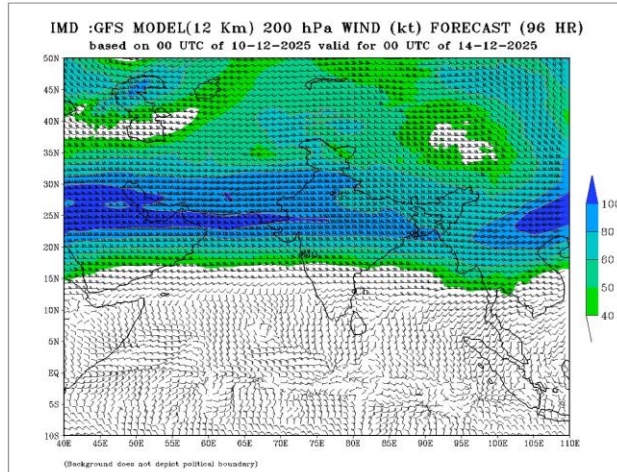 IMD :GFS MODEL(12 Km) 200 hPa WIND (kt) FORECAST (96 HR)
based on 00 UTC of 10-12-2025 valid for 00 UTC of 14-12-2025
50N
45N
40N
35N
30N
25N
20N
15N
10N
5N
EQ
5S
10S
40E 45E 50E 55E 60E 65E 70E 75E 80E 85E 90E 95E 100E 105E 110E
100
80
60
50
40
(Background does not depict political boundary)